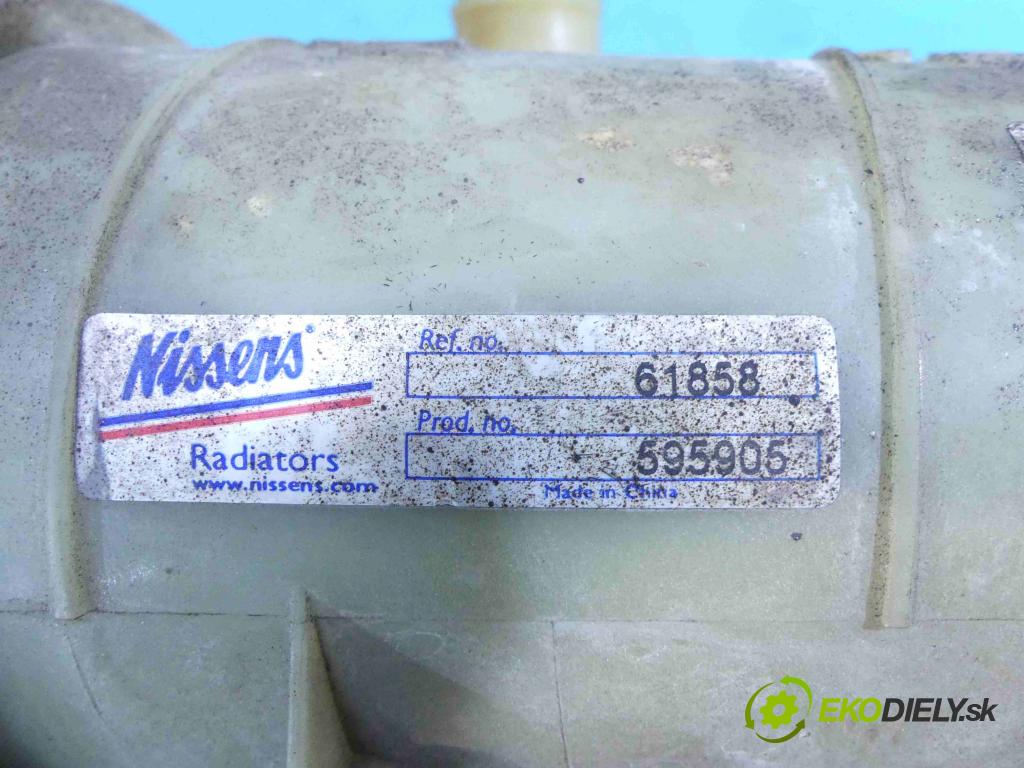 Nissens®
Radiators
www.nissens.com
Ref. no.
61858
Prod. no.
595905
Made in China
EKODIELY.sk